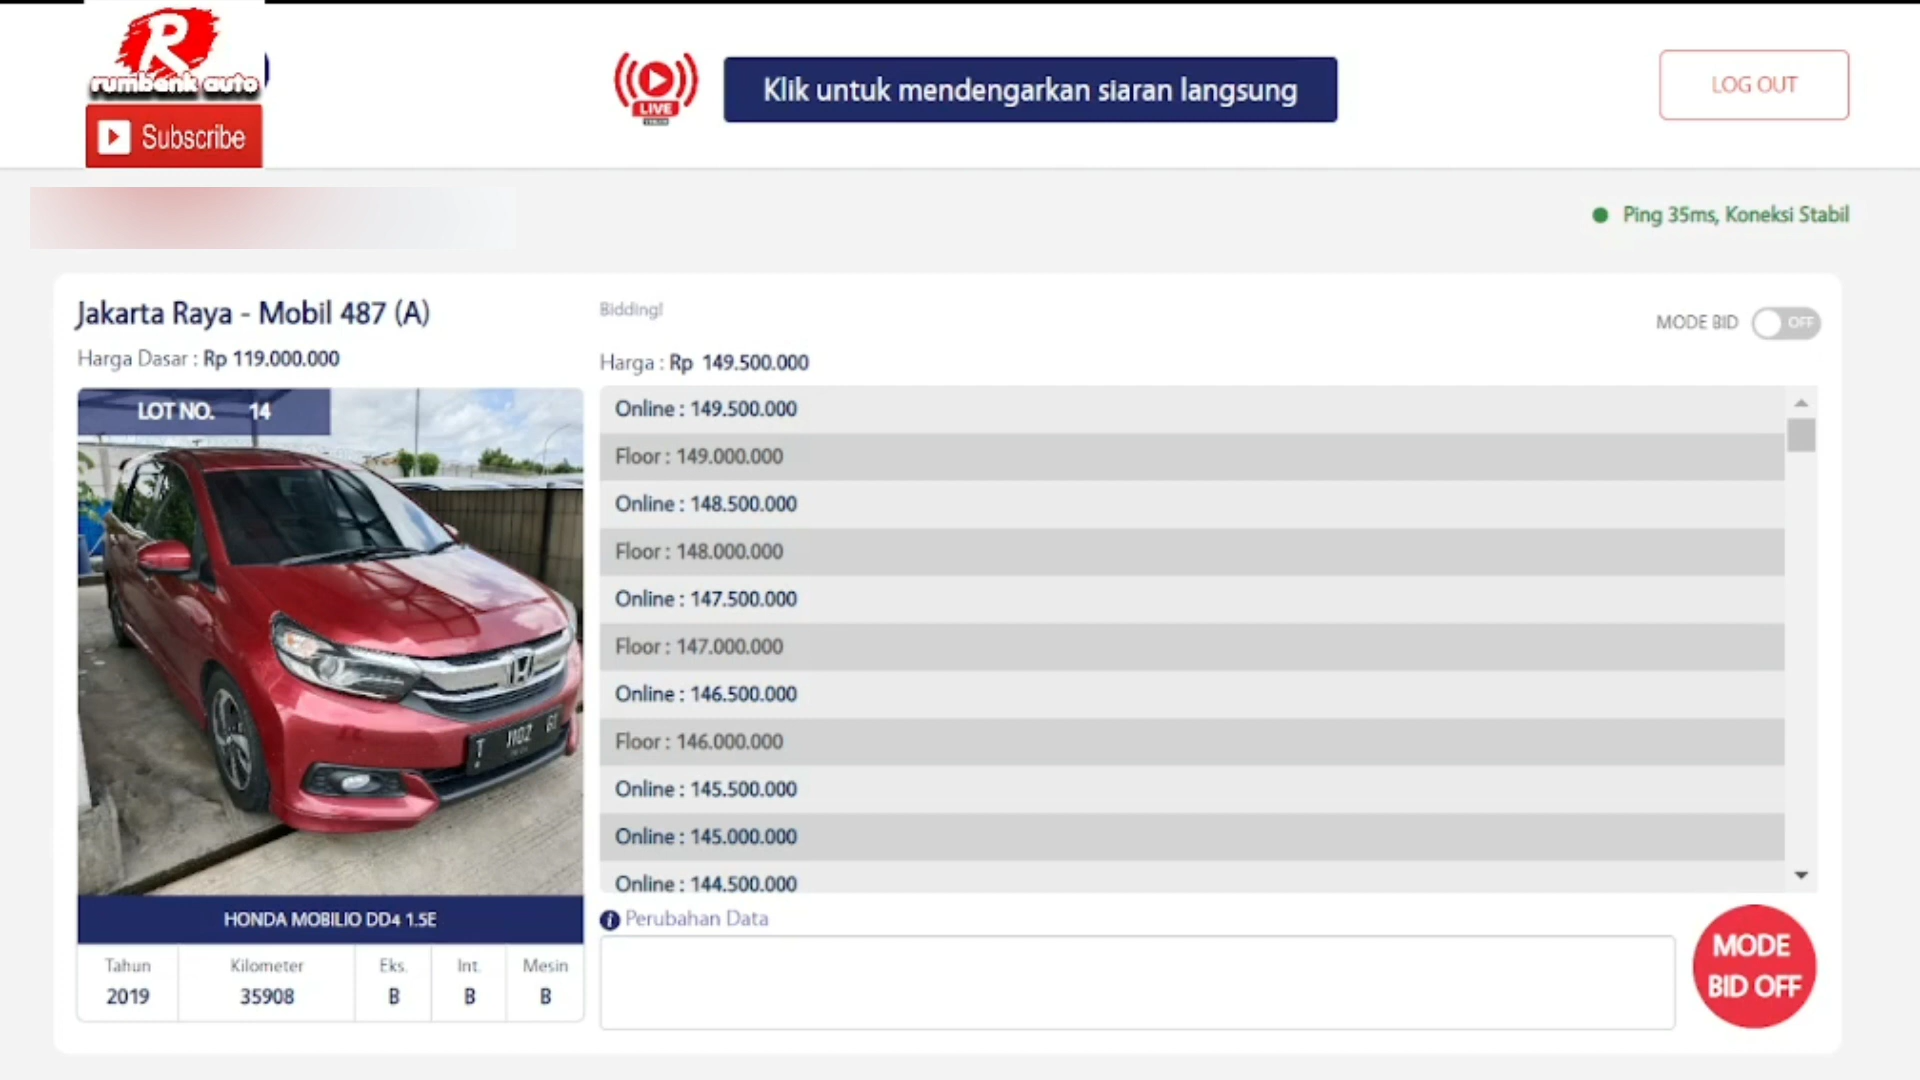 R
rumbank auto
Subscribe
LIVE
Klik untuk mendengarkan siaran langsung
LOG OUT
Ping 35ms, Koneksi Stabil
Jakarta Raya - Mobil 487 (A)
Harga Dasar : Rp 119.000.000
LOT NO. 14
HONDA MOBILIO DD4 1.5E
Tahun Kilometer Eks. Int. Mesin
2019 35908 B B B
Bidding!
MODE BID OFF
Harga : Rp 149.500.000
Online : 149.500.000
Floor : 149.000.000
Online : 148.500.000
Floor : 148.000.000
Online : 147.500.000
Floor : 147.000.000
Online : 146.500.000
Floor : 146.000.000
Online : 145.500.000
Online : 145.000.000
Online : 144.500.000
Perubahan Data
MODE
BID OFF